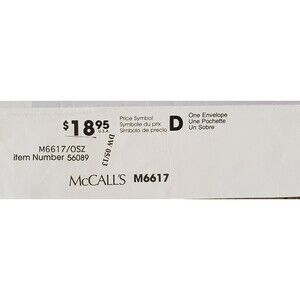 $18.95
U.S.A.
Price Symbol
Symbole du prix
Símbolo de precio
D
One Envelope
Une Pochette
Un Sobre
M6617/OSZ
Item Number 56089
DW 05/13
McCALL'S M6617